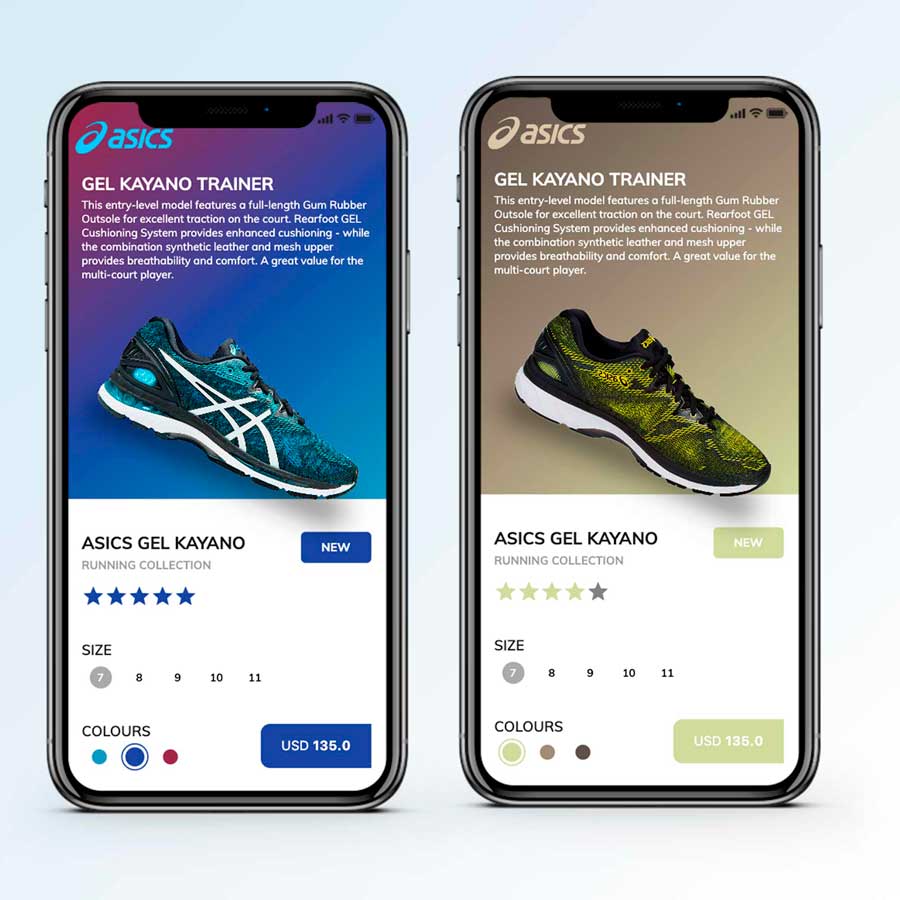 asics
GEL KAYANO TRAINER
This entry-level model features a full-length Gum Rubber
Outsole for excellent traction on the court. Rearfoot GEL
Cushioning System provides enhanced cushioning - while
the combination synthetic leather and mesh upper
provides breathability and comfort. A great value for the
multi-court player.
ASICS GEL KAYANO
NEW
RUNNING COLLECTION
SIZE
7 8 9 10 11
COLOURS
USD 135.0
asics
GEL KAYANO TRAINER
This entry-level model features a full-length Gum Rubber
Outsole for excellent traction on the court. Rearfoot GEL
Cushioning System provides enhanced cushioning - while
the combination synthetic leather and mesh upper
provides breathability and comfort. A great value for the
multi-court player.
ASICS GEL KAYANO
NEW
RUNNING COLLECTION
SIZE
7 8 9 10 11
COLOURS
USD 135.0